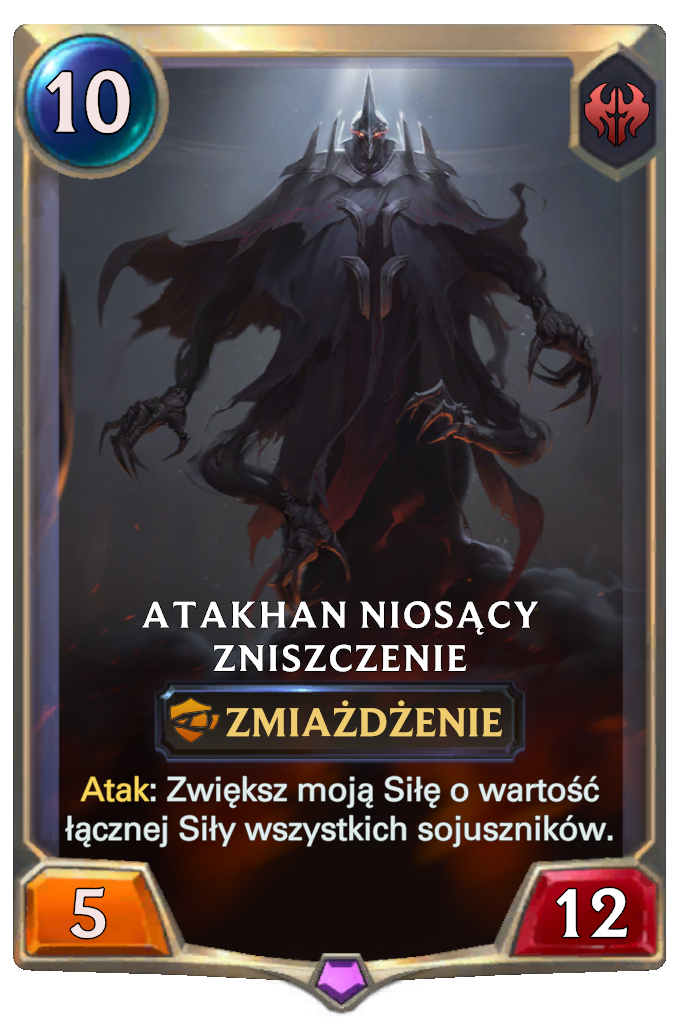 10
ATAKHAN NIOSĄCY
ZNISZCZENIE
ZMIAŻDŻENIE
Atak: Zwiększ moją Siłę o wartość
łącznej Siły wszystkich sojuszników.
5
12